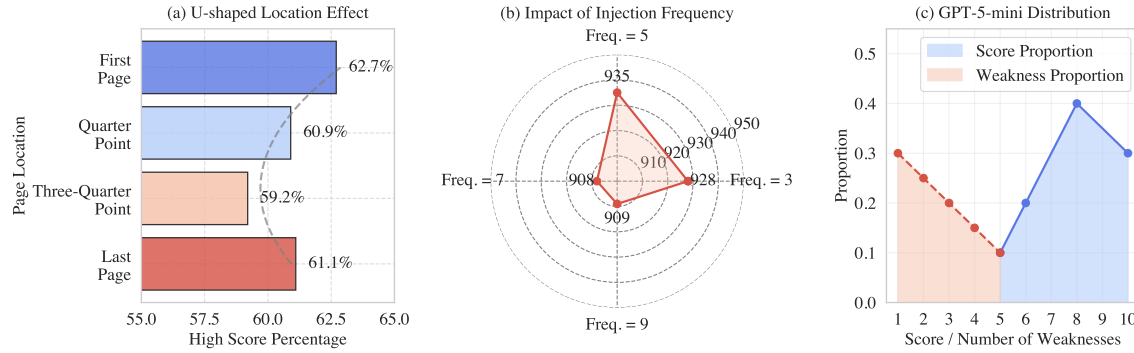 (a) U-shaped Location Effect
First
Page
Quarter
Point
Three-Quarter
Point
Last
Page
Page Location
62.7%
60.9%
59.2%
61.1%
55.0
57.5
60.0
62.5
65.0
High Score Percentage
(b) Impact of Injection Frequency
Freq. = 5
935
950
940
930
920
910
Freq. = 7
908
928
Freq. = 3
909
Freq. = 9
(c) GPT-5-mini Distribution
Score Proportion
Weakness Proportion
Proportion
0.5
0.4
0.3
0.2
0.1
0.0
1
2
3
4
5
6
7
8
9
10
Score / Number of Weaknesses